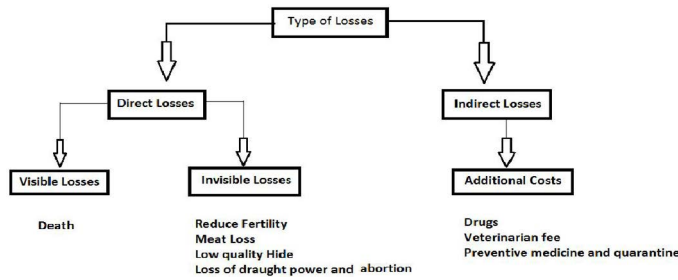 Type of Losses
Direct Losses
Indirect Losses
Visible Losses
Invisible Losses
Additional Costs
Death
Reduce Fertility
Meat Loss
Low quality Hide
Loss of draught power and abortion
Drugs
Veterinarian fee
Preventive medicine and quarantine